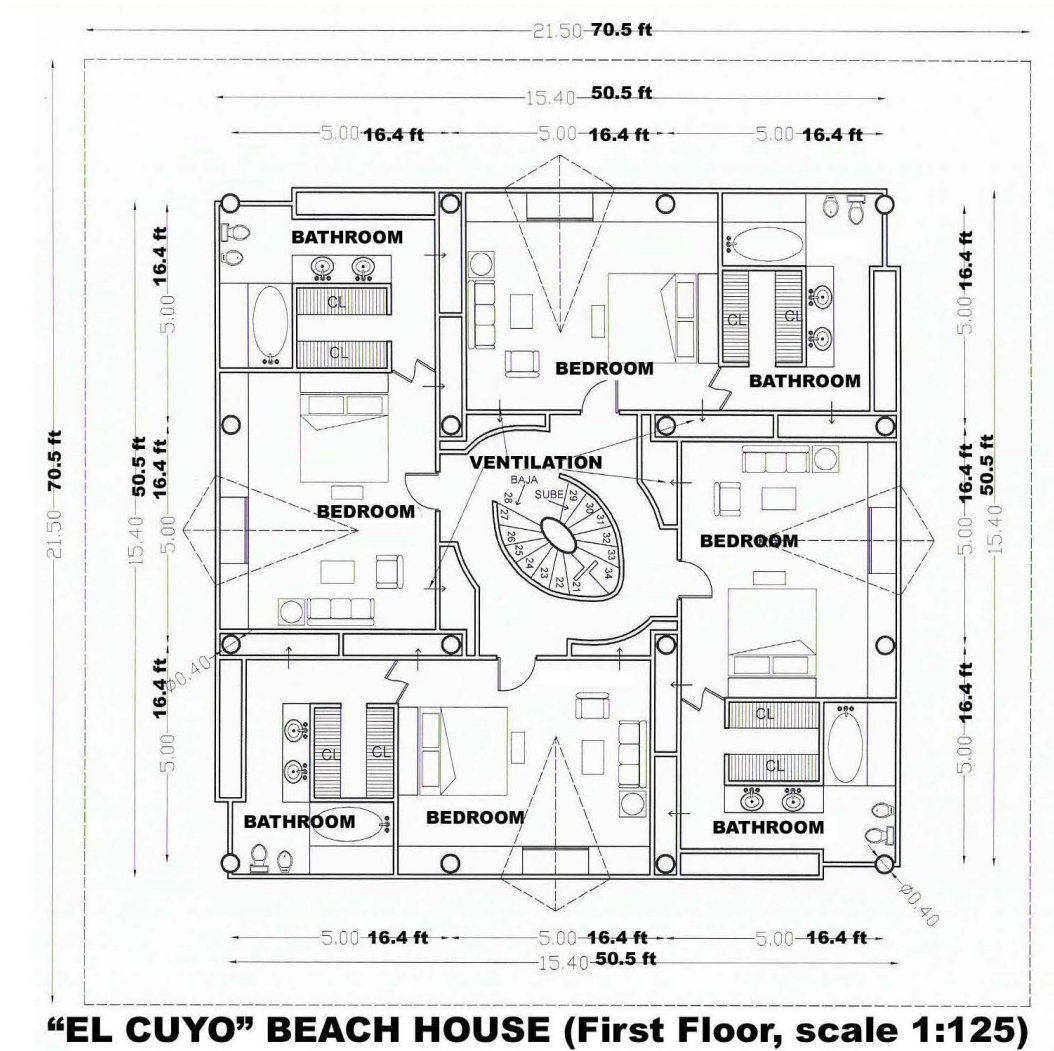 21.50 70.5 ft
15.40 50.5 ft
5.00 16.4 ft 5.00 16.4 ft 5.00 16.4 ft
BATHROOM
CL
CL
BEDROOM
CL CL
BATHROOM
16.4 ft
5.00
16.4 ft
5.00
VENTILATION
BAJA
SUBE
28
27
26
25
24
23
22
21
29
30
31
32
33
34
BEDROOM
BEDROOM
70.5 ft
21.50
50.5 ft
15.40
16.4 ft
5.00
16.4 ft
5.00
50.5 ft
15.40
16.4 ft
5.00
Ø0.40
16.4 ft
5.00
CL CL
CL
CL
BATHROOM
BEDROOM
BATHROOM
Ø0.40
5.00 16.4 ft 5.00 16.4 ft 5.00 16.4 ft
15.40 50.5 ft
“EL CUYO” BEACH HOUSE (First Floor, scale 1:125)